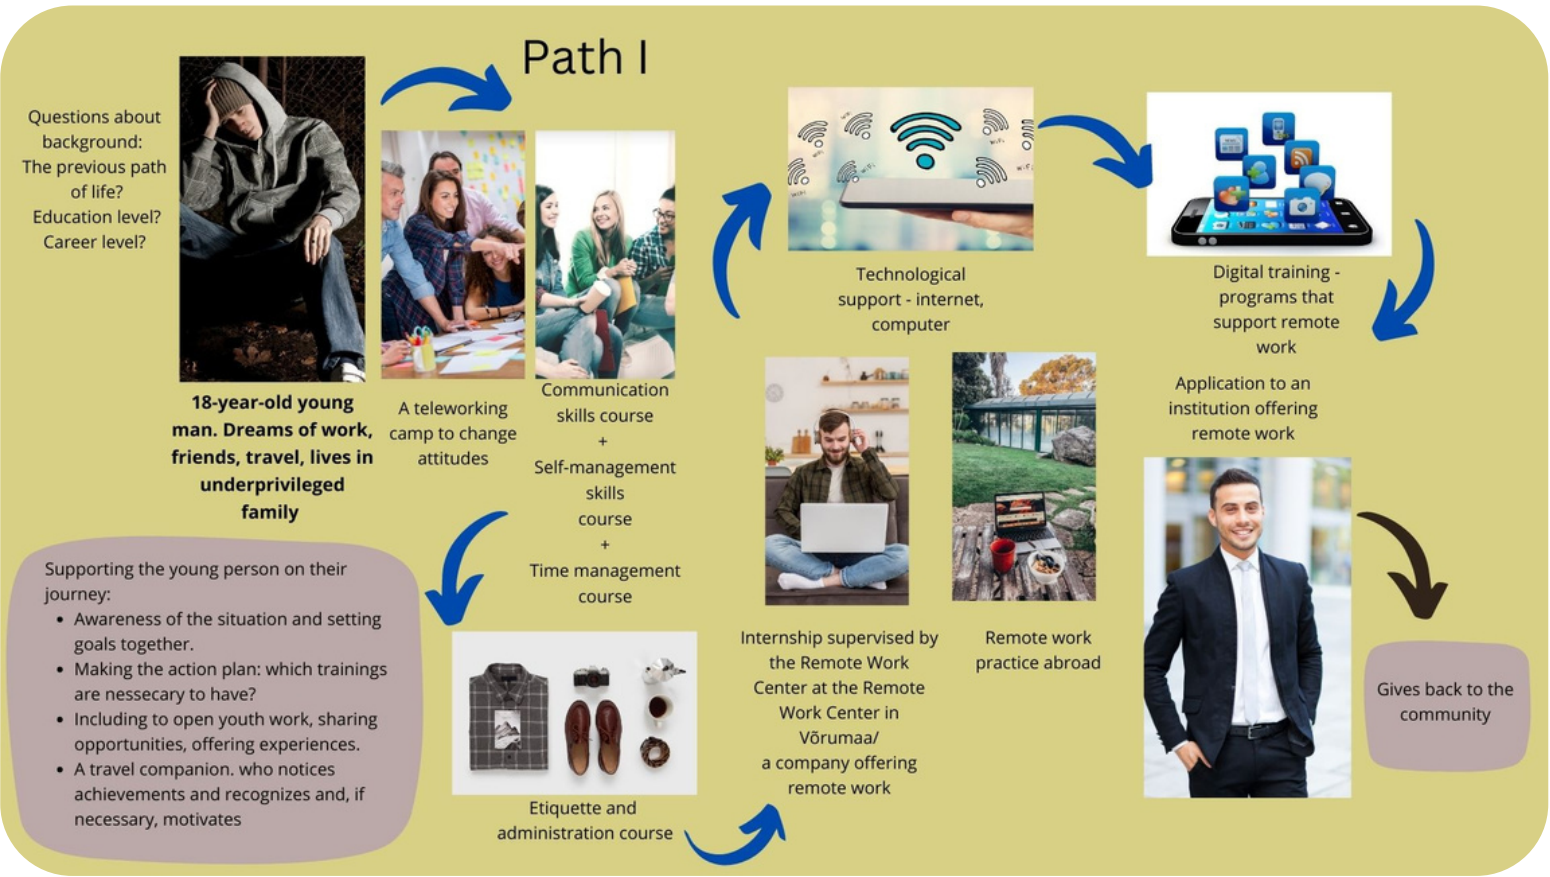 Path I
Questions about
background:
The previous path
of life?
Education level?
Career level?
18-year-old young
man. Dreams of work,
friends, travel, lives in
underprivileged
family
A teleworking
camp to change
attitudes
Communication
skills course
+
Self-management
skills
course
+
Time management
course
Supporting the young person on their
journey:
• Awareness of the situation and setting
goals together.
• Making the action plan: which trainings
are nessecary to have?
• Including to open youth work, sharing
opportunities, offering experiences.
• A travel companion. who notices
achievements and recognizes and, if
necessary, motivates
Etiquette and
administration course
Internship supervised by
the Remote Work
Center at the Remote
Work Center in
Võrumaa/
a company offering
remote work
Remote work
practice abroad
Technological
support - internet,
computer
Digital training -
programs that
support remote
work
Application to an
institution offering
remote work
Gives back to the
community